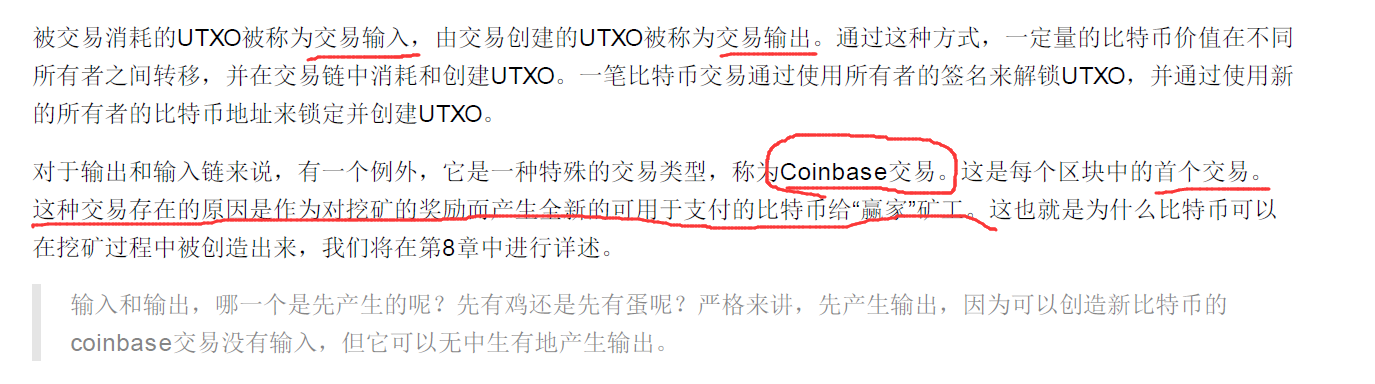 被交易消耗的UTXO被称为交易输入，由交易创建的UTXO被称为交易输出。通过这种方式，一定量的比特币价值在不同
所有者之间转移，并在交易链中消耗和创建UTXO。一笔比特币交易通过使用所有者的签名来解锁UTXO，并通过使用新
的所有者的比特币地址来锁定并创建UTXO。
对于输出和输入链来说，有一个例外，它是一种特殊的交易类型，称为Coinbase交易。这是每个区块中的首个交易。
这种交易存在的原因是作为对挖矿的奖励而产生全新的可用于支付的比特币给“赢家”矿工。这也就是为什么比特币可以
在挖矿过程中被创造出来，我们将在第8章中进行详述。
输入和输出，哪一个是先产生的呢？先有鸡还是先有蛋呢？严格来讲，先产生输出，因为可以创造新比特币的
coinbase交易没有输入，但它可以无中生有地产生输出。